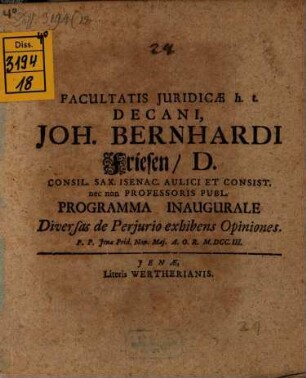 4°
Diss.
3194
18
24
FACULTATIS JURIDICÆ h. t.
DECANI,
JOH. BERNHARDI
Friesen/ D.
CONSIL. SAX. ISENAC. AULICI ET CONSIST.
nec non PROFESSORIS PUBL.
PROGRAMMA INAUGURALE
Diversas de Perjurio exhibens Opiniones.
P. P. Jenæ Prid. Non. Maj. A. O. R. M.DCC.III.
JENÆ,
Literis WERTHERIANIS.